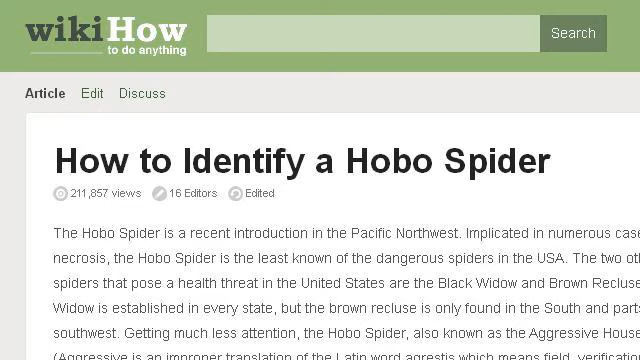 wikiHow
to do anything
Search
Article Edit Discuss
How to Identify a Hobo Spider
211,857 views 16 Editors Edited
The Hobo Spider is a recent introduction in the Pacific Northwest. Implicated in numerous case
necrosis, the Hobo Spider is the least known of the dangerous spiders in the USA. The two ot
spiders that pose a health threat in the United States are the Black Widow and Brown Recluse
Widow is established in every state, but the brown recluse is only found in the South and parts
southwest. Getting much less attention, the Hobo Spider, also known as the Aggressive House
(Aggressive is an improper translation of the Latin word agrestis which means field, verification